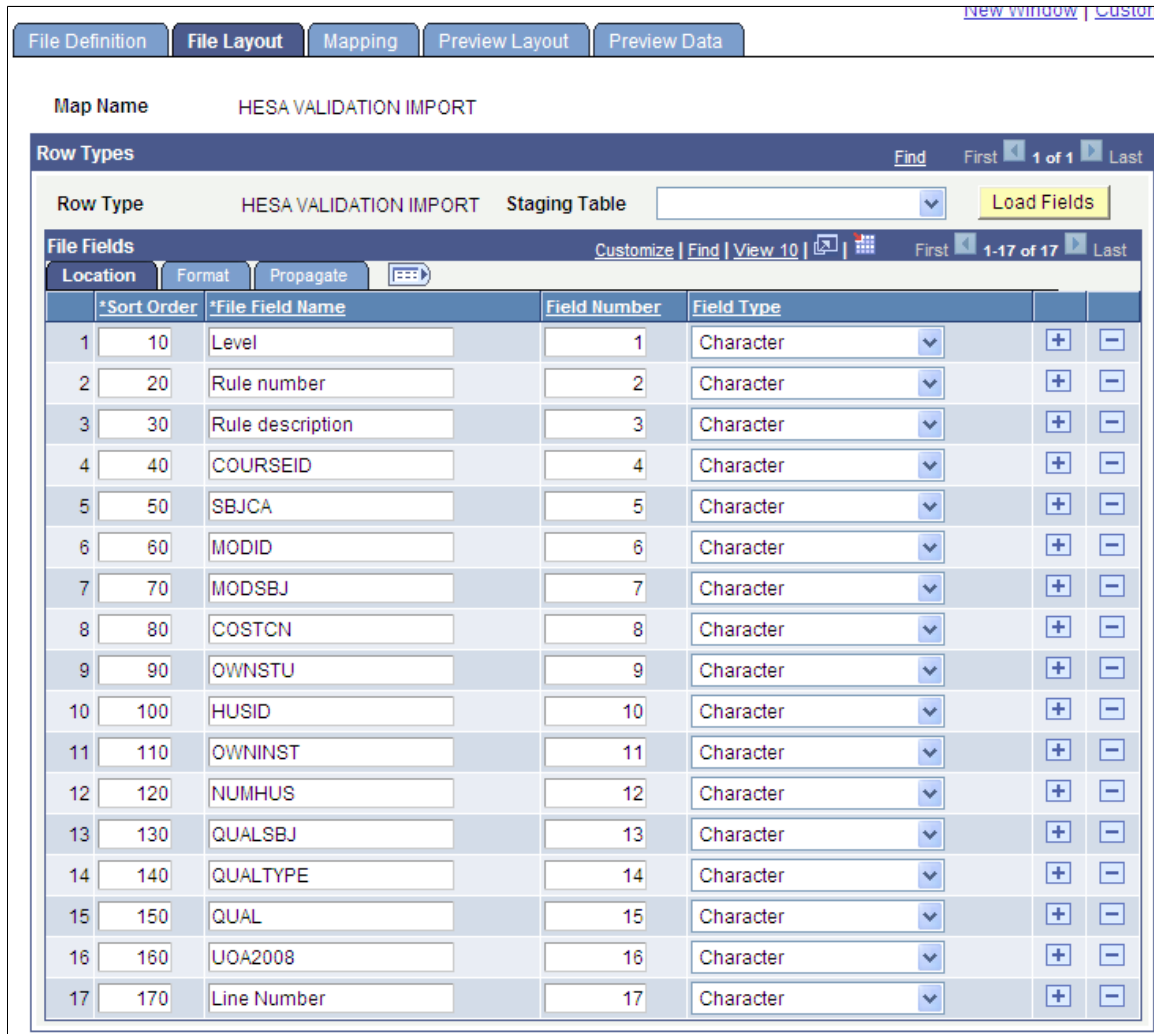 New Window | Custom
File Definition File Layout Mapping Preview Layout Preview Data
Map Name HESA VALIDATION IMPORT
Row Types Find First 1 of 1 Last
Row Type HESA VALIDATION IMPORT Staging Table Load Fields
File Fields Customize | Find | View 10 | | First 1-17 of 17 Last
Location Format Propagate
*Sort Order *File Field Name Field Number Field Type
1 10 Level 1 Character
2 20 Rule number 2 Character
3 30 Rule description 3 Character
4 40 COURSEID 4 Character
5 50 SBJCA 5 Character
6 60 MODID 6 Character
7 70 MODSBJ 7 Character
8 80 COSTCN 8 Character
9 90 OWNSTU 9 Character
10 100 HUSID 10 Character
11 110 OWNINST 11 Character
12 120 NUMHUS 12 Character
13 130 QUALSBJ 13 Character
14 140 QUALTYPE 14 Character
15 150 QUAL 15 Character
16 160 UOA2008 16 Character
17 170 Line Number 17 Character